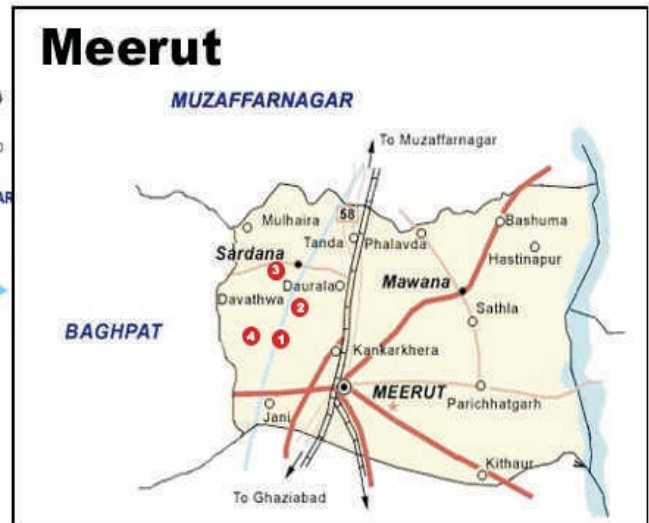 Meerut
MUZAFFARNAGAR
To Muzaffarnagar
58
Mulhaira
Bashuma
Tanda
Phalavda
Sardana
Hastinapur
3
Daurala
Mawana
Davathwa
2
Sathla
BAGHPAT
4
1
Kankarkhera
MEERUT
Parichhatgarh
Jani
Kithaur
To Ghaziabad